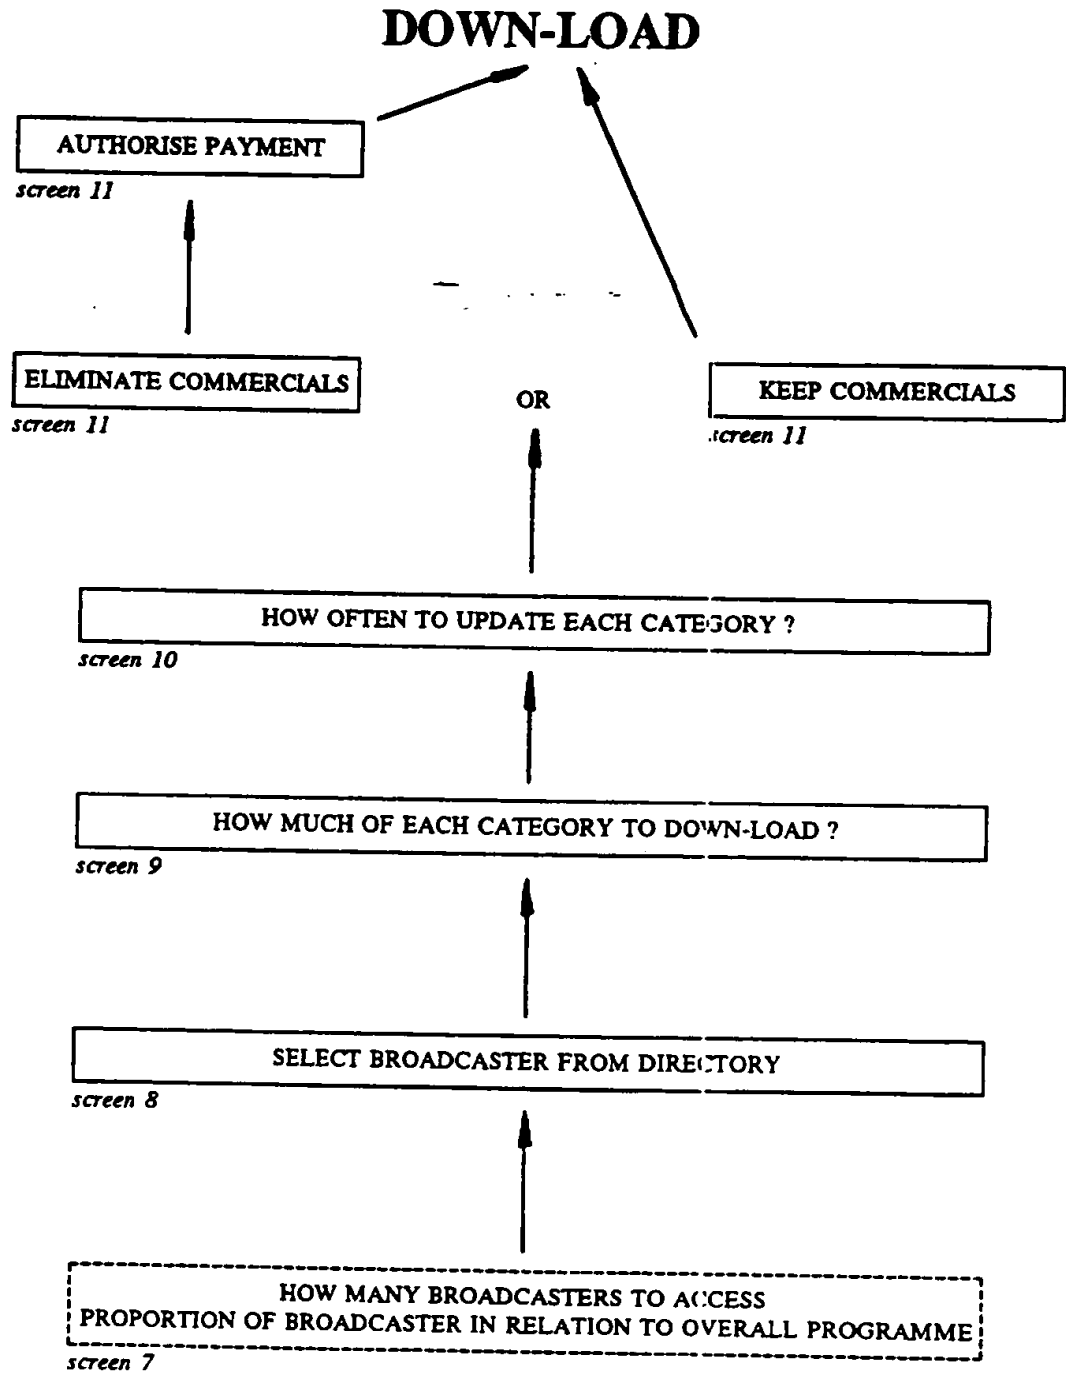 DOWN-LOAD
AUTHORISE PAYMENT
screen 11
ELIMINATE COMMERCIALS
screen 11
OR
KEEP COMMERCIALS
screen 11
HOW OFTEN TO UPDATE EACH CATEGORY ?
screen 10
HOW MUCH OF EACH CATEGORY TO DOWN-LOAD ?
screen 9
SELECT BROADCASTER FROM DIRECTORY
screen 8
HOW MANY BROADCASTERS TO ACCESS
PROPORTION OF BROADCASTER IN RELATION TO OVERALL PROGRAMME
screen 7